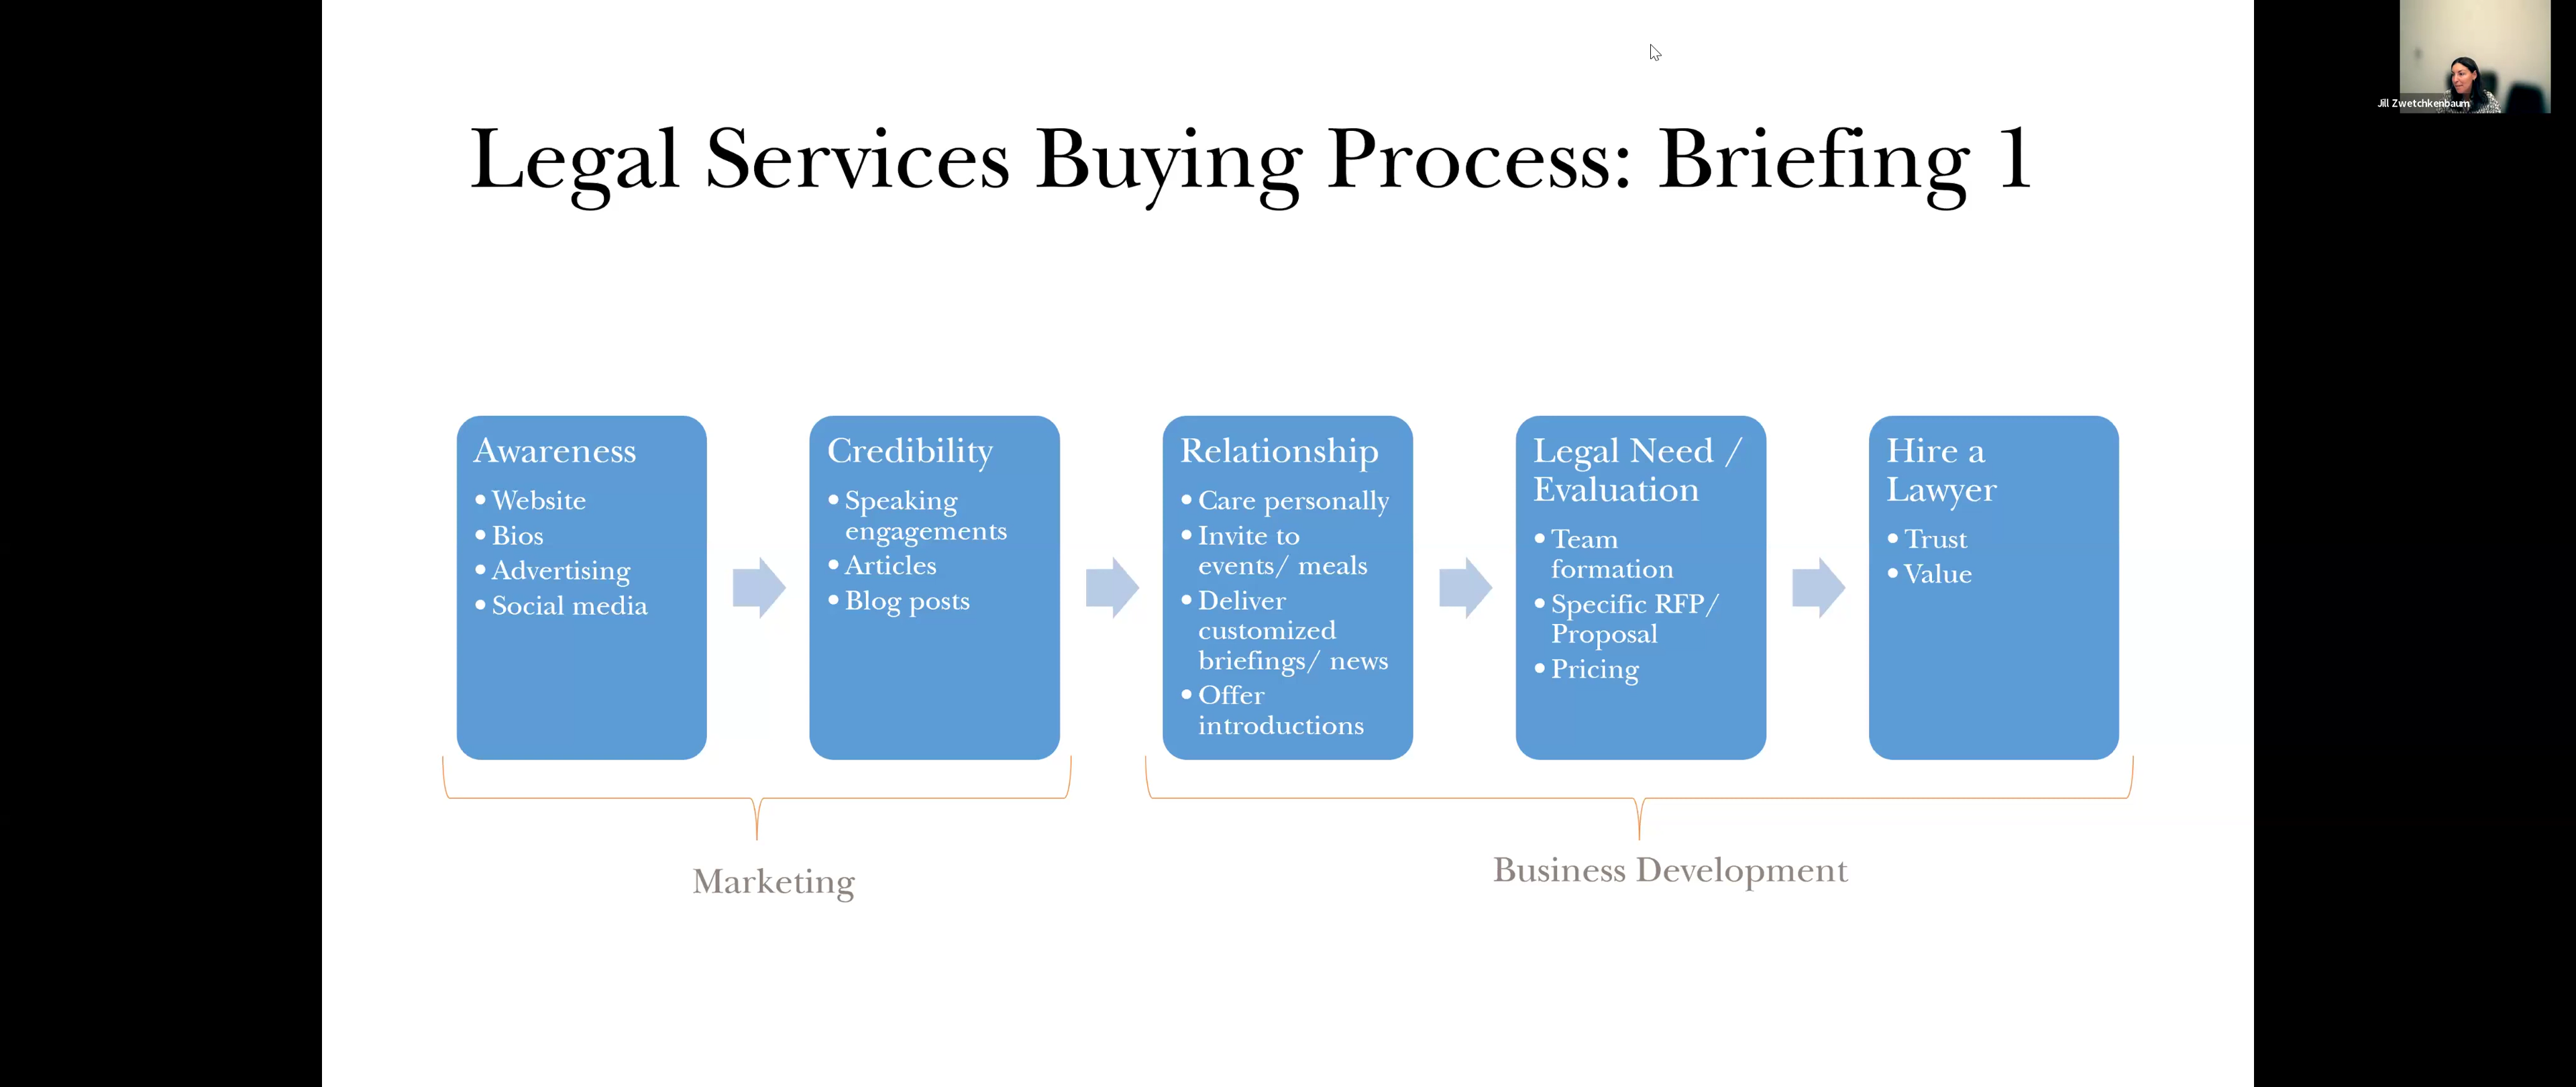 Jill Zwetchkenbaum
Legal Services Buying Process: Briefing 1
Awareness
• Website
• Bios
• Advertising
• Social media
Credibility
• Speaking
engagements
• Articles
• Blog posts
Relationship
• Care personally
• Invite to
events/ meals
• Deliver
customized
briefings/ news
• Offer
introductions
Legal Need /
Evaluation
• Team
formation
• Specific RFP/
Proposal
• Pricing
Hire a
Lawyer
• Trust
• Value
Marketing
Business Development